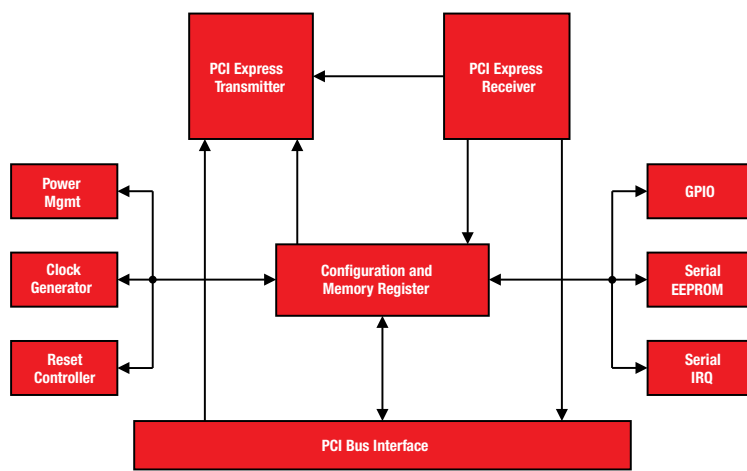 PCI Express
Transmitter
PCI Express
Receiver
Power
Mgmt
GPIO
Clock
Generator
Configuration and
Memory Register
Serial
EEPROM
Reset
Controller
Serial
IRQ
PCI Bus Interface